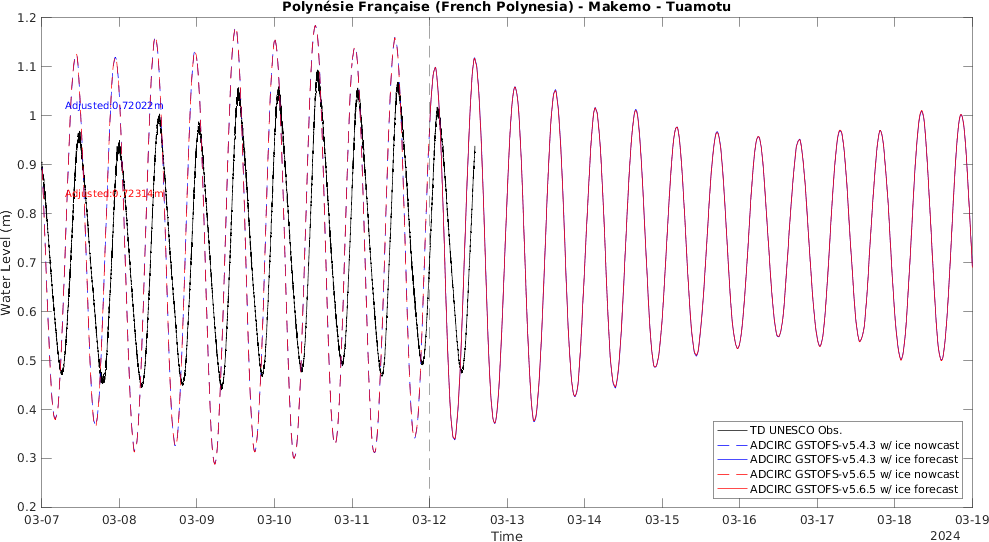 Polynésie Française (French Polynesia) - Makemo - Tuamotu
Water Level (m)
1.2
1.1
1
0.9
0.8
0.7
0.6
0.5
0.4
0.3
0.2
Adjusted:0.72022m
Adjusted:0.72314m
TD UNESCO Obs.
ADCIRC GSTOFS-v5.4.3 w/ ice nowcast
ADCIRC GSTOFS-v5.4.3 w/ ice forecast
ADCIRC GSTOFS-v5.6.5 w/ ice nowcast
ADCIRC GSTOFS-v5.6.5 w/ ice forecast
03-07 03-08 03-09 03-10 03-11 03-12 03-13 03-14 03-15 03-16 03-17 03-18 03-19
Time
2024